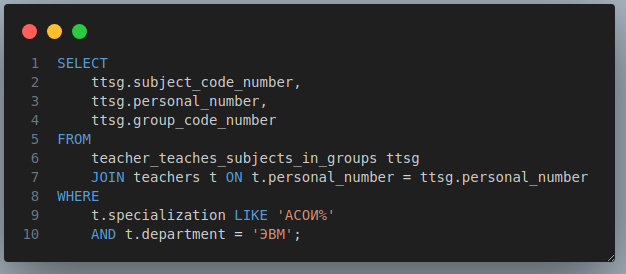 1 SELECT
2     ttsg.subject_code_number,
3     ttsg.personal_number,
4     ttsg.group_code_number
5 FROM
6     teacher_teaches_subjects_in_groups ttsg
7     JOIN teachers t ON t.personal_number = ttsg.personal_number
8 WHERE
9     t.specialization LIKE 'АСОИ%'
10     AND t.department = 'ЭВМ';